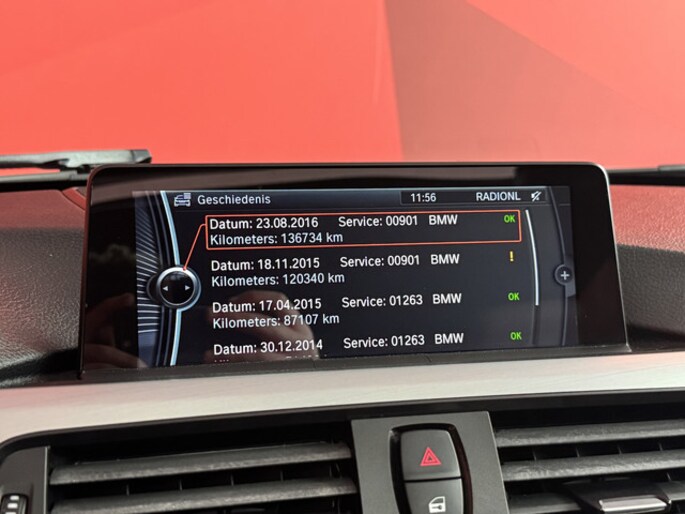 Geschiedenis 11:56 RADIONL
Datum: 23.08.2016 Service: 00901 BMW OK
Kilometers: 136734 km
Datum: 18.11.2015 Service: 00901 BMW !
Kilometers: 120340 km
Datum: 17.04.2015 Service: 01263 BMW OK
Kilometers: 87107 km
Datum: 30.12.2014 Service: 01263 BMW OK